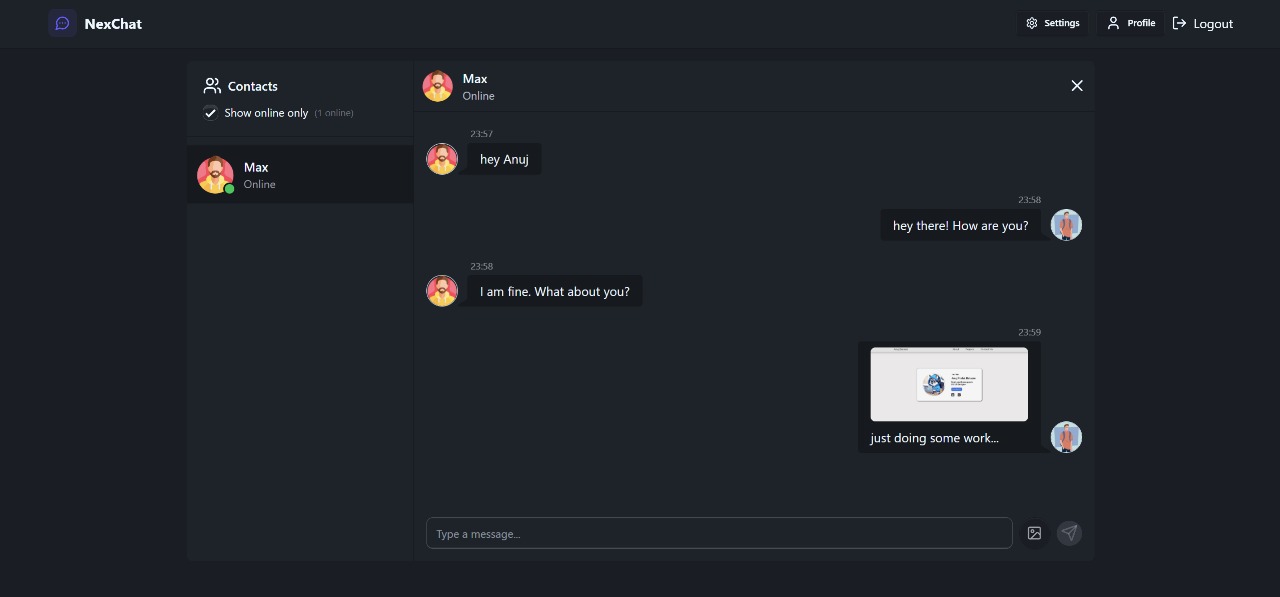 NexChat
Settings
Profile
Logout
Contacts
Show online only (1 online)
Max
Online
Max
Online
23:57
hey Anuj
23:58
hey there! How are you?
23:58
I am fine. What about you?
23:59
just doing some work...
Type a message...